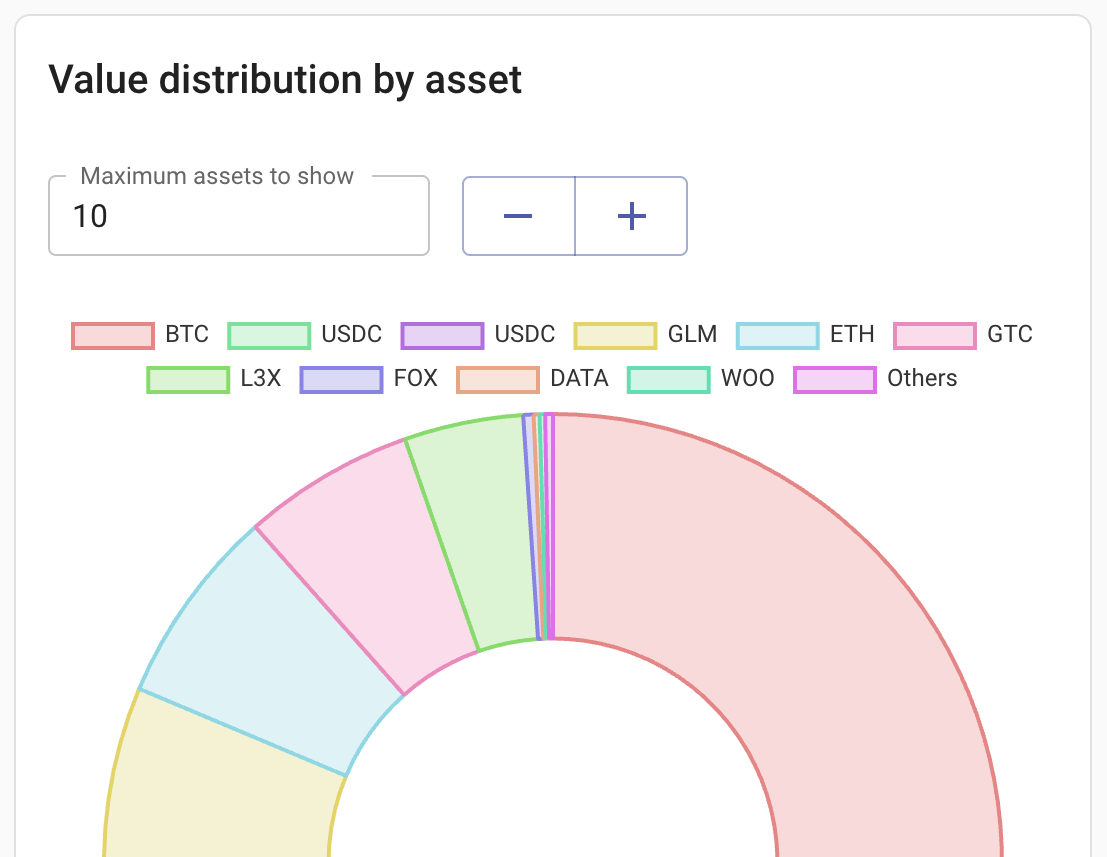 Value distribution by asset
Maximum assets to show
10
− +
BTC USDC USDC GLM ETH GTC
L3X FOX DATA WOO Others